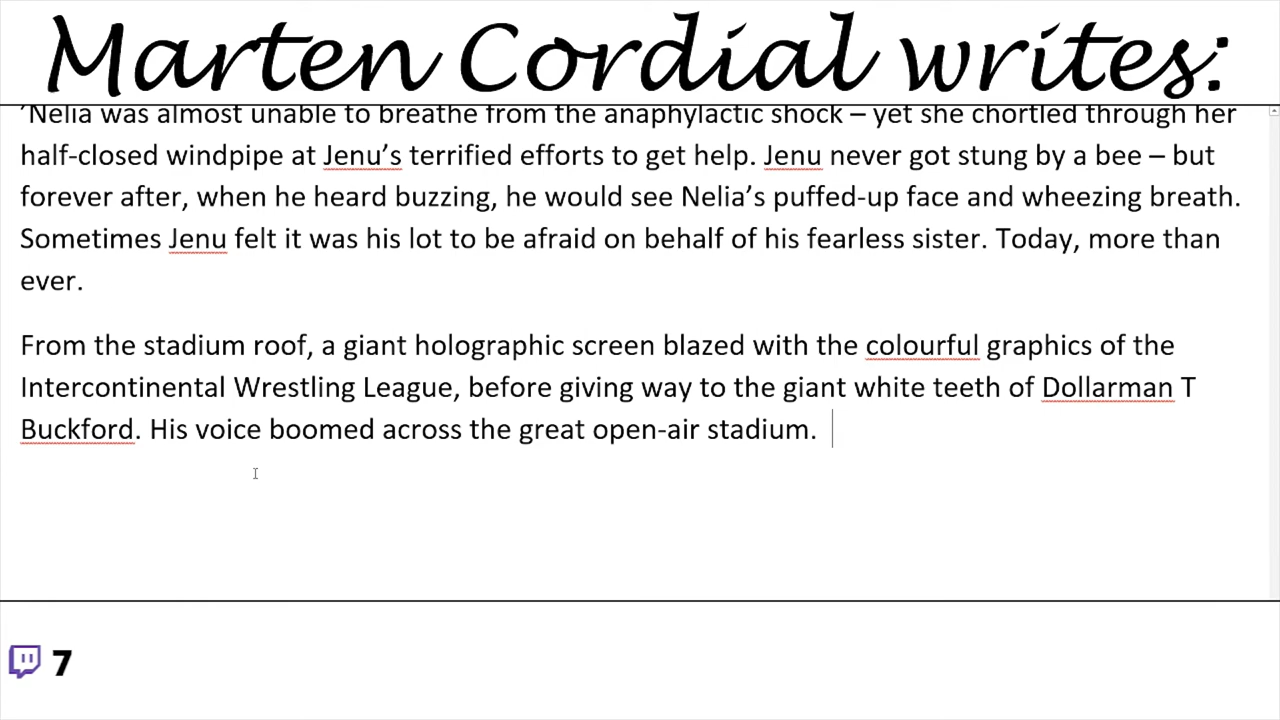 Marten Cordial writes:
’Nelia was almost unable to breathe from the anaphylactic shock – yet she chortled through her
half-closed windpipe at Jenu’s terrified efforts to get help. Jenu never got stung by a bee – but
forever after, when he heard buzzing, he would see Nelia’s puffed-up face and wheezing breath.
Sometimes Jenu felt it was his lot to be afraid on behalf of his fearless sister. Today, more than
ever.
From the stadium roof, a giant holographic screen blazed with the colourful graphics of the
Intercontinental Wrestling League, before giving way to the giant white teeth of Dollarman T
Buckford. His voice boomed across the great open-air stadium.
7